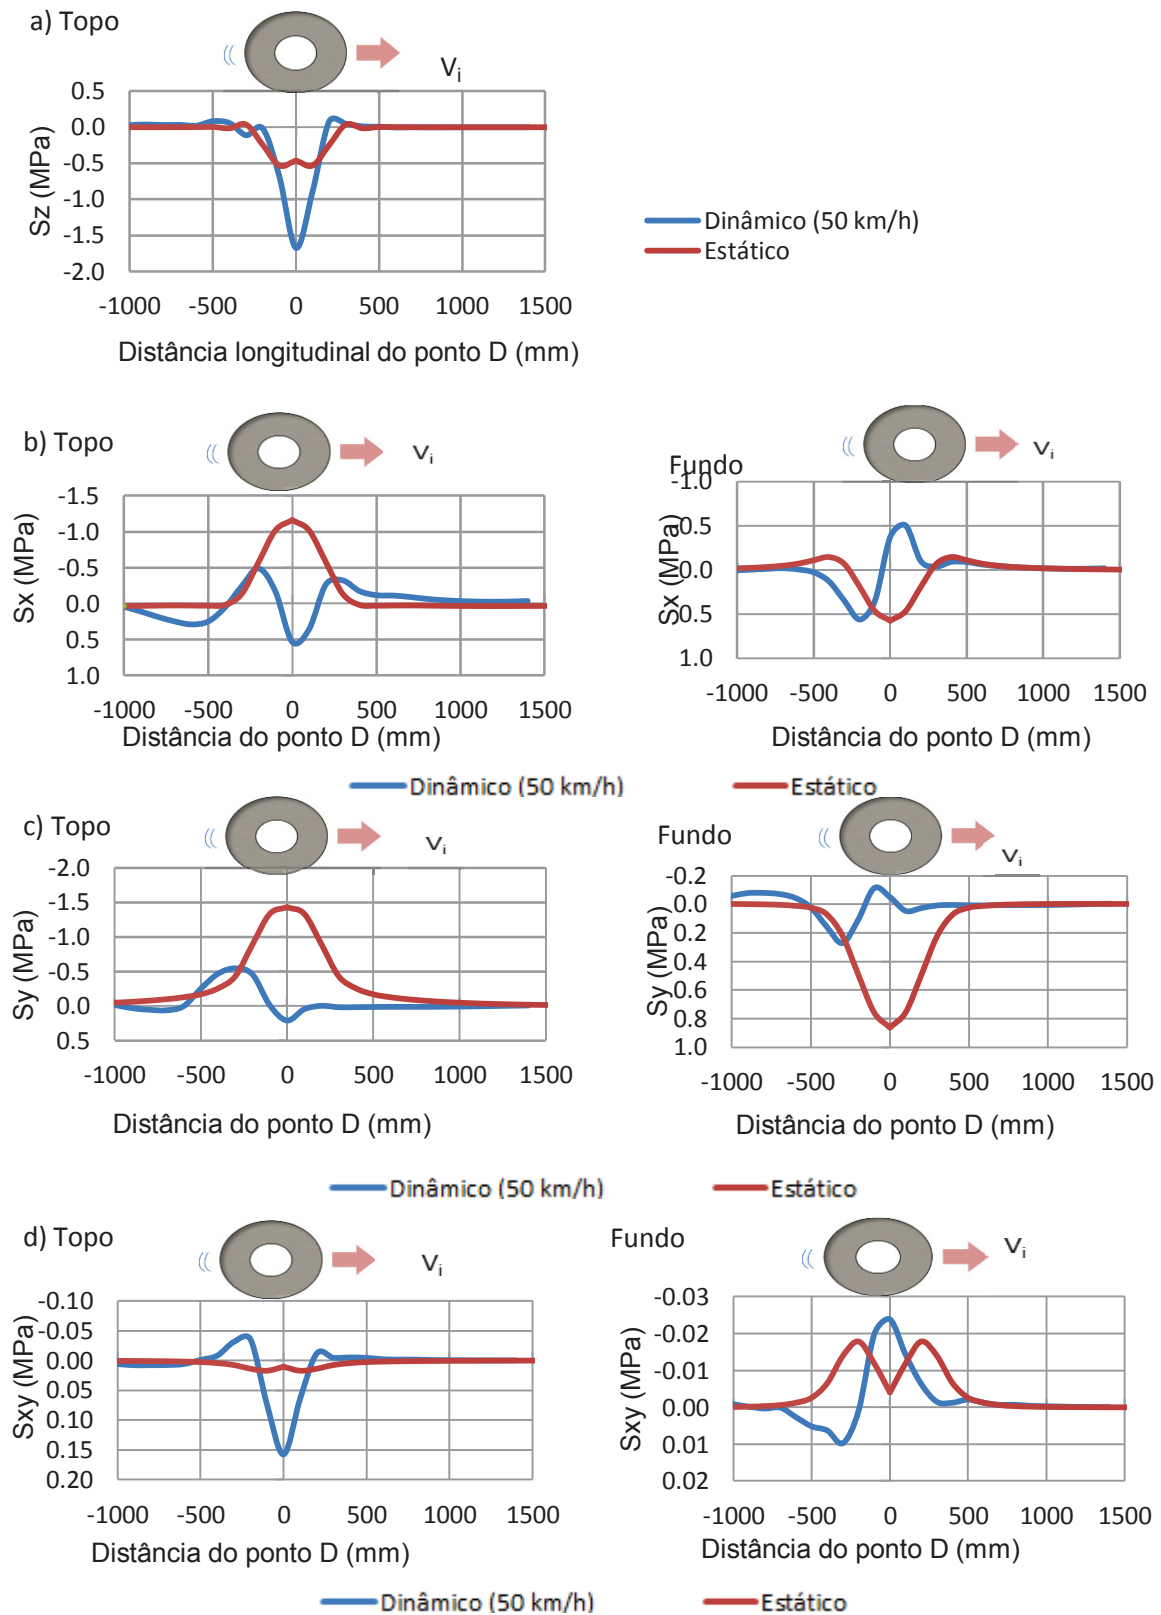 a) Topo
Vi
0.5
0.0
-0.5
-1.0
-1.5
-2.0
Sz (MPa)
-1000 -500 0 500 1000 1500
Distância longitudinal do ponto D (mm)
Dinâmico (50 km/h)
Estático
b) Topo
Vi
-1.5
-1.0
-0.5
0.0
0.5
1.0
Sx (MPa)
-1000 -500 0 500 1000 1500
Distância do ponto D (mm)
Fundo
Vi
-1.0
-0.5
0.0
0.5
1.0
Sx (MPa)
-1000 -500 0 500 1000 1500
Distância do ponto D (mm)
Dinâmico (50 km/h) Estático
c) Topo
Vi
-2.0
-1.5
-1.0
-0.5
0.0
0.5
Sy (MPa)
-1000 -500 0 500 1000 1500
Distância do ponto D (mm)
Fundo
Vi
-0.2
0.0
0.2
0.4
0.6
0.8
1.0
Sy (MPa)
-1000 -500 0 500 1000 1500
Distância do ponto D (mm)
Dinâmico (50 km/h) Estático
d) Topo
Vi
-0.10
-0.05
0.00
0.05
0.10
0.15
0.20
Sxy (MPa)
-1000 -500 0 500 1000 1500
Distância do ponto D (mm)
Fundo
Vi
-0.03
-0.02
-0.01
0.00
0.01
0.02
Sxy (MPa)
-1000 -500 0 500 1000 1500
Distância do ponto D (mm)
Dinâmico (50 km/h) Estático